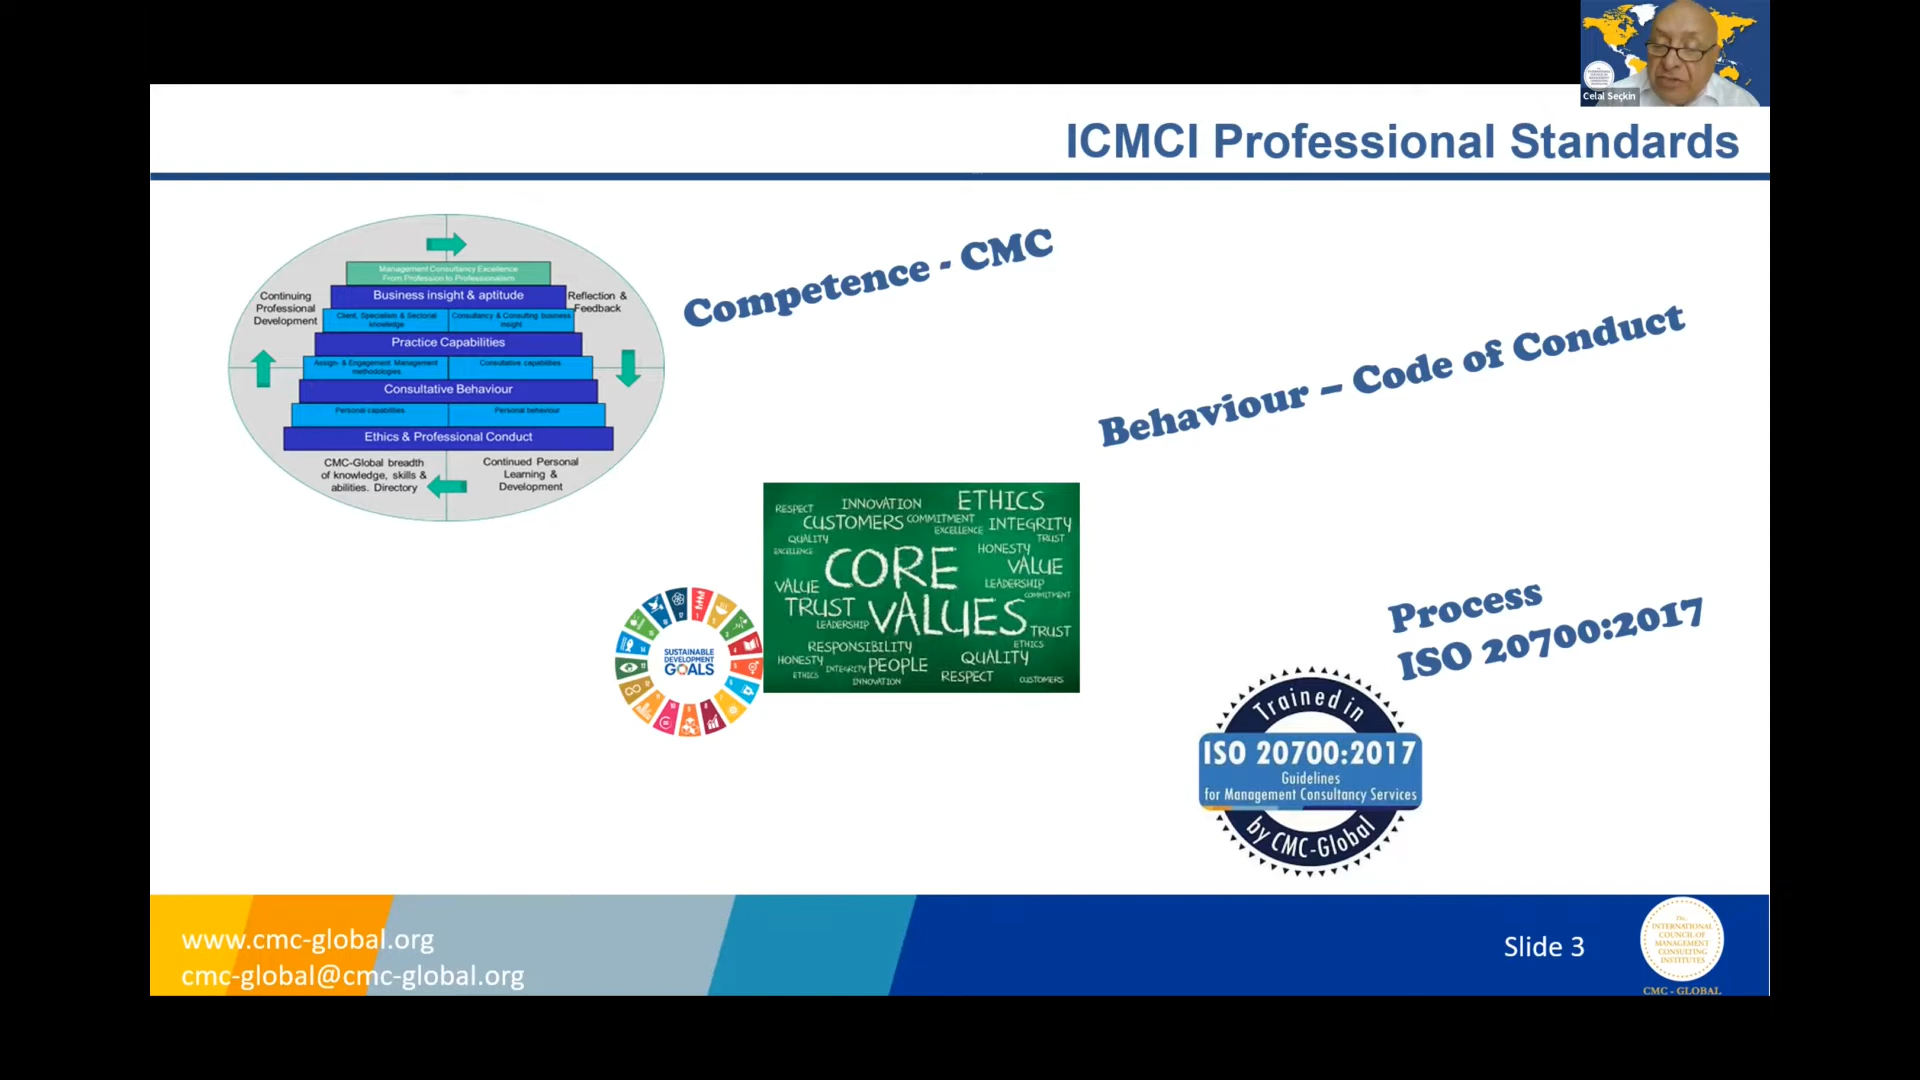 Celal Seçkin
ICMCI Professional Standards
Management Consultancy Excellence
From Profession to Professionalism
Continuing
Professional
Development
Business insight & aptitude
Reflection &
Feedback
Client, Specialism & Sectoral
knowledge
Consultancy & Consulting business
insight
Practice Capabilities
Assign- & Engagement Management
methodologies
Consultative capabilities
Consultative Behaviour
Personal capabilities
Personal behaviour
Ethics & Professional Conduct
CMC-Global breadth
of knowledge, skills &
abilities. Directory
Continued Personal
Learning &
Development
Competence - CMC
Behaviour – Code of Conduct
RESPECT INNOVATION ETHICS
CUSTOMERS COMMITMENT INTEGRITY
EXCELLENCE
QUALITY TRUST
EXCELLENCE CORE HONESTY
VALUE
VALUE LEADERSHIP
COMMITMENT
TRUST VALUES
LEADERSHIP TRUST
RESPONSIBILITY ETHICS
HONESTY INTEGRITY PEOPLE QUALITY
ETHICS INNOVATION RESPECT CUSTOMERS
SUSTAINABLE
DEVELOPMENT
GOALS
Process
ISO 20700:2017
Trained in
ISO 20700:2017
Guidelines
for Management Consultancy Services
by CMC-Global
www.cmc-global.org
cmc-global@cmc-global.org
Slide 3
The
INTERNATIONAL
COUNCIL OF
MANAGEMENT
CONSULTING
INSTITUTES
CMC - GLOBAL